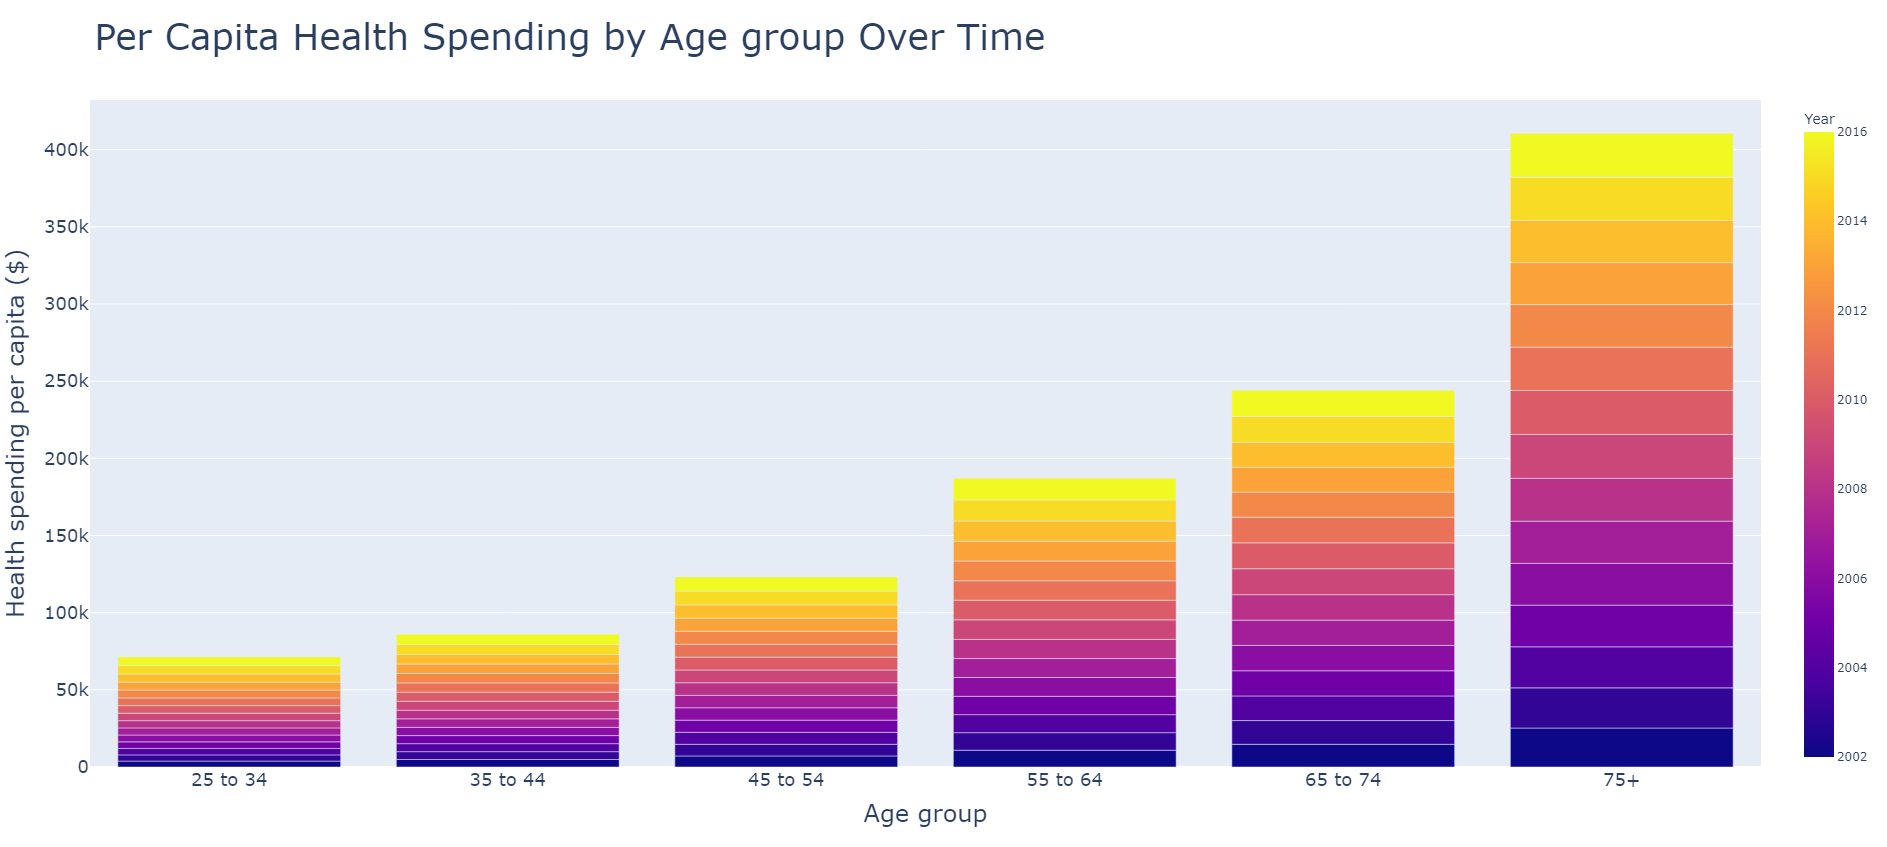 Per Capita Health Spending by Age group Over Time
Health spending per capita ($)
400k
350k
300k
250k
200k
150k
100k
50k
0
25 to 34
35 to 44
45 to 54
55 to 64
65 to 74
75+
Age group
Year
2016
2014
2012
2010
2008
2006
2004
2002